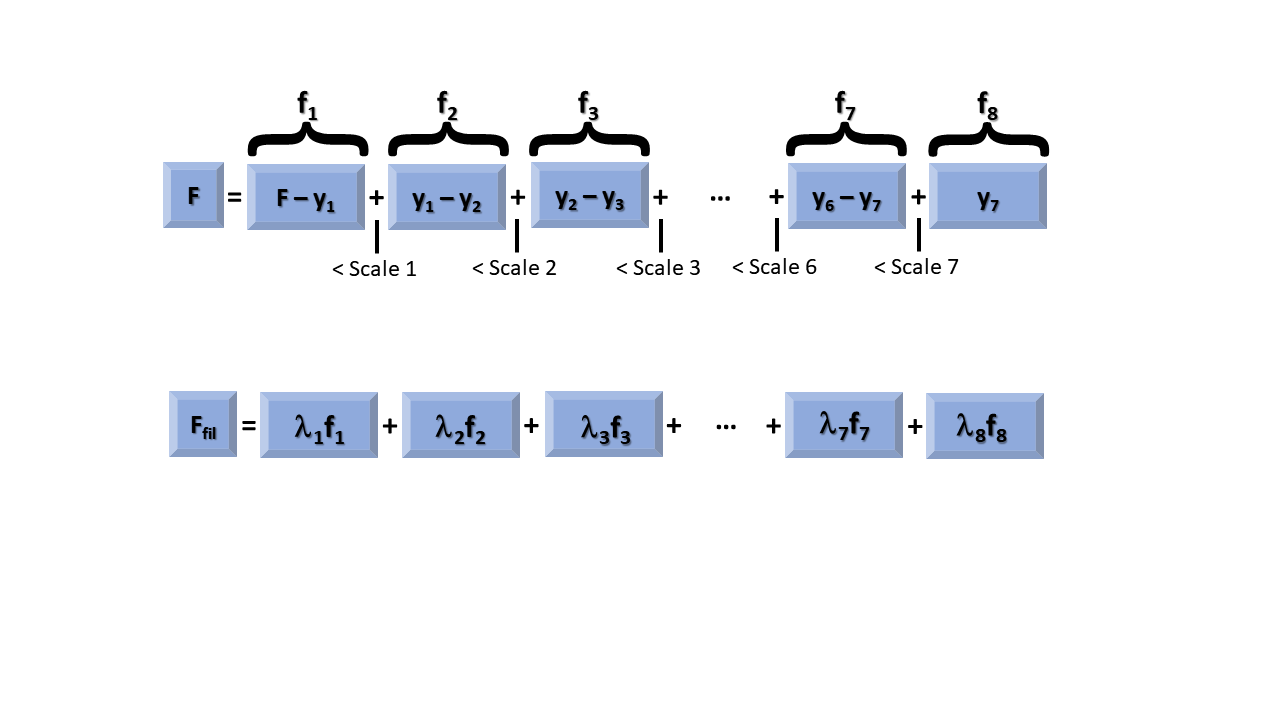 f₁ f₂ f₃ f₇ f₈
F = F – y₁ + y₁ – y₂ + y₂ – y₃ + ... + y₆ – y₇ + y₇
< Scale 1 < Scale 2 < Scale 3 < Scale 6 < Scale 7
F_fil = λ₁f₁ + λ₂f₂ + λ₃f₃ + ... + λ₇f₇ + λ₈f₈